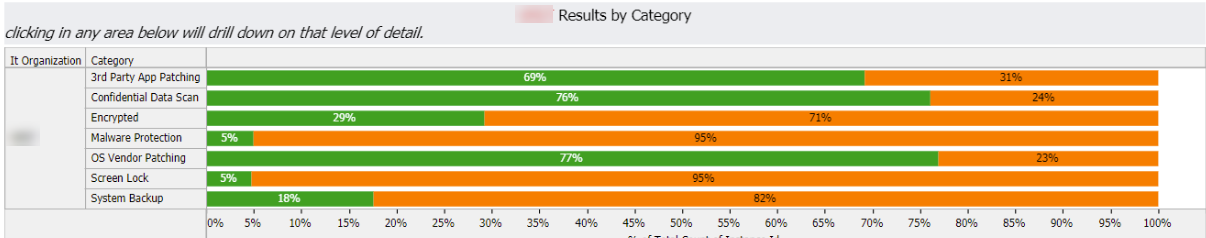 Results by Category
clicking in any area below will drill down on that level of detail.
It Organization Category
3rd Party App Patching 69% 31%
Confidential Data Scan 76% 24%
Encrypted 29% 71%
Malware Protection 5% 95%
OS Vendor Patching 77% 23%
Screen Lock 5% 95%
System Backup 18% 82%
0% 5% 10% 15% 20% 25% 30% 35% 40% 45% 50% 55% 60% 65% 70% 75% 80% 85% 90% 95% 100%